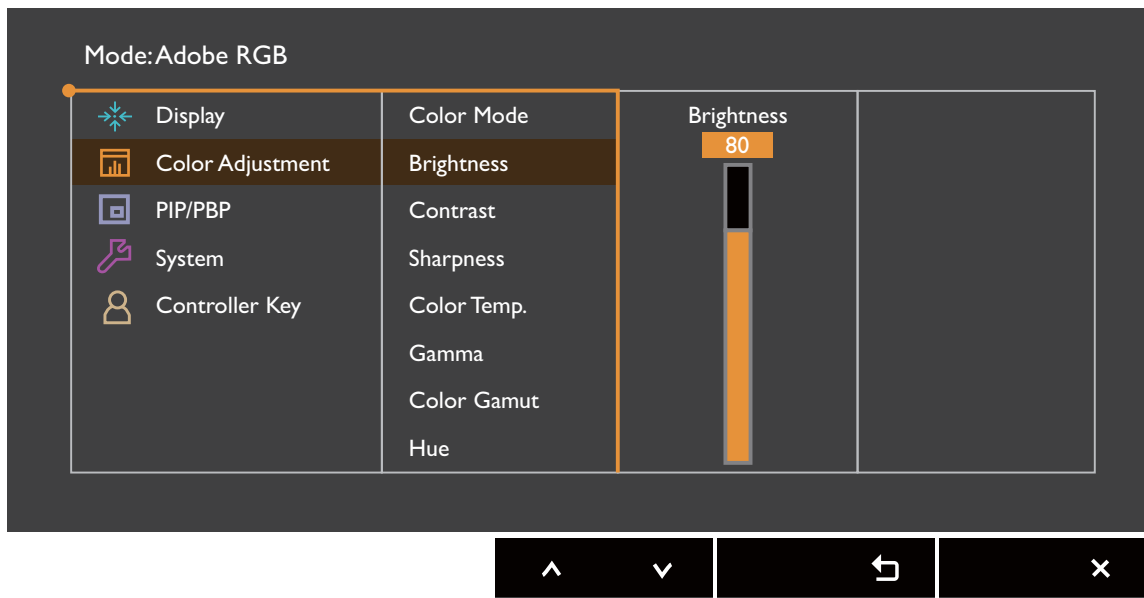 Mode: Adobe RGB
Display
Color Adjustment
PIP/PBP
System
Controller Key
Color Mode
Brightness
Contrast
Sharpness
Color Temp.
Gamma
Color Gamut
Hue
Brightness
80